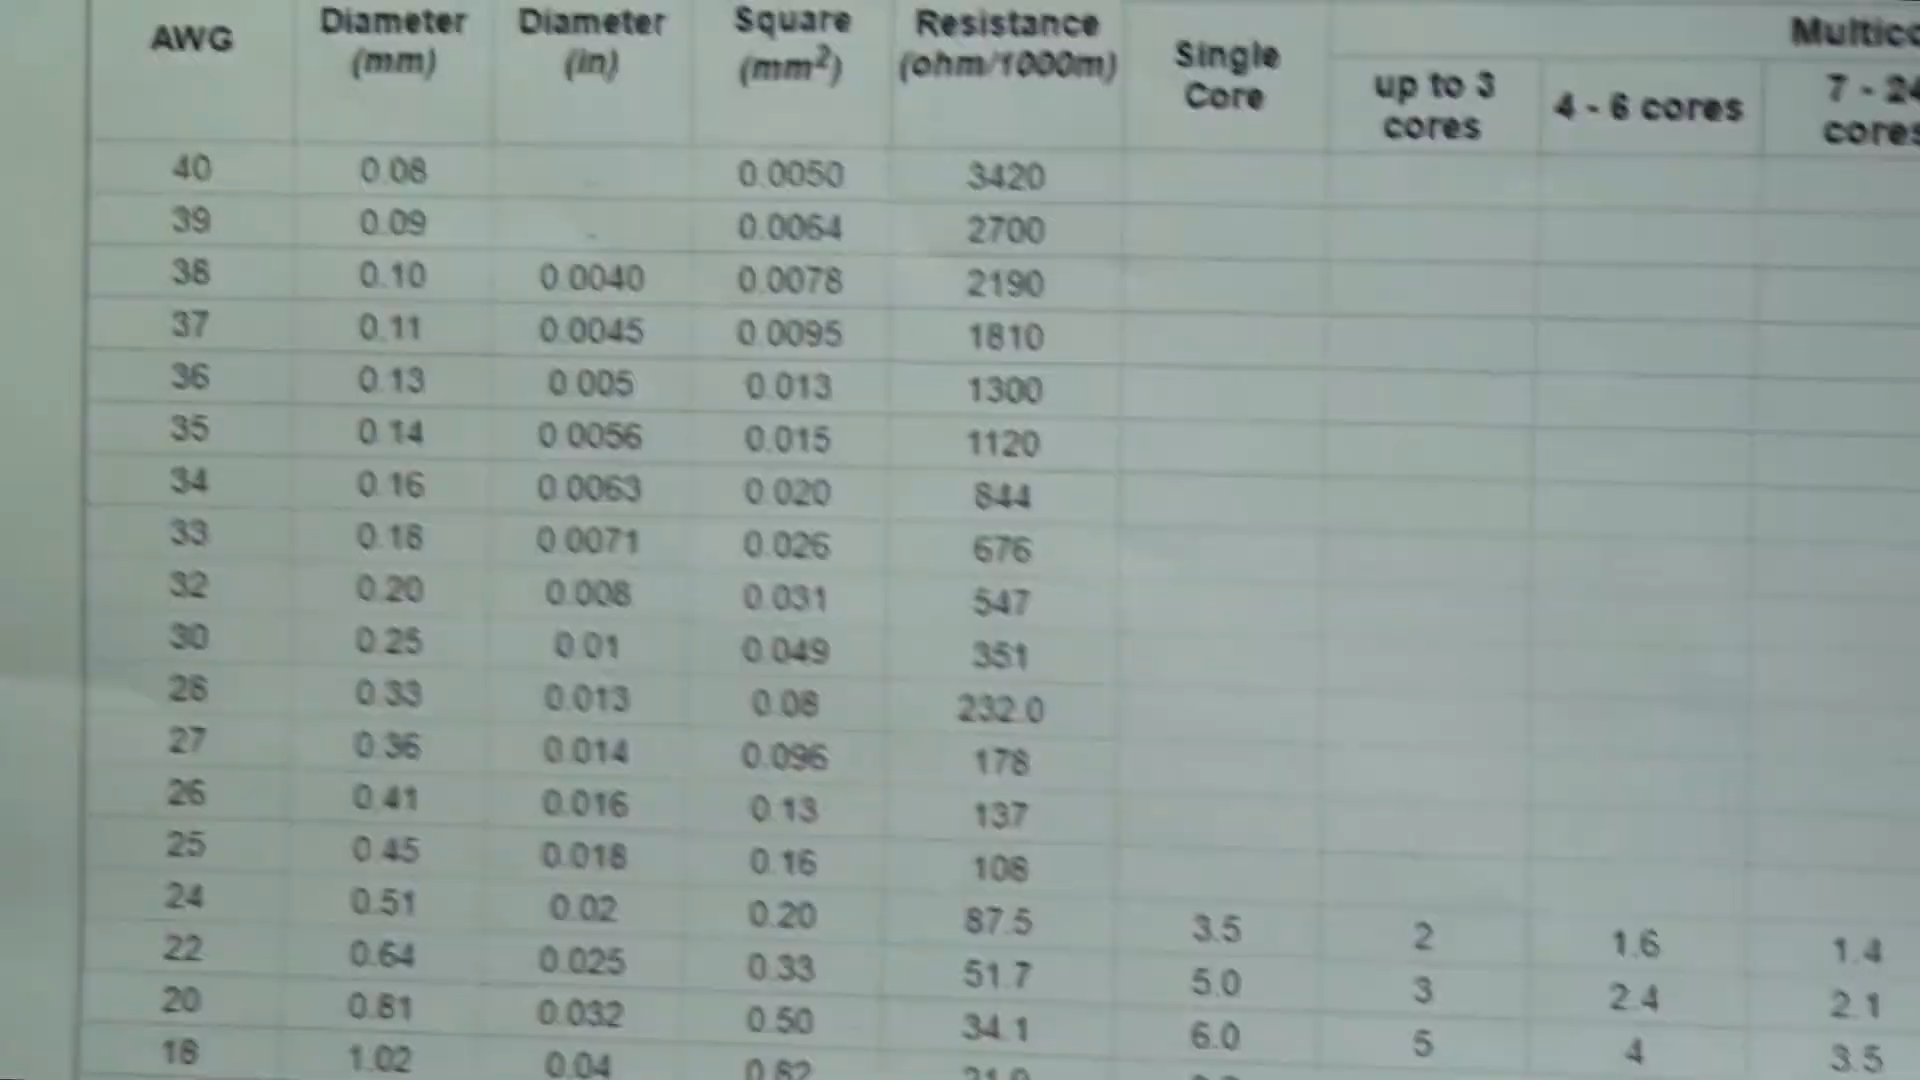 AWG Diameter (mm) Diameter (in) Square (mm²) Resistance (ohm/1000m) Single Core up to 3 cores 4 - 6 cores
40 0.08 0.0050 3420
39 0.09 - 0.0064 2700
38 0.10 0.0040 0.0078 2190
37 0.11 0.0045 0.0095 1810
36 0.13 0.005 0.013 1300
35 0.14 0.0056 0.015 1120
34 0.16 0.0063 0.020 844
33 0.18 0.0071 0.026 676
32 0.20 0.008 0.031 547
30 0.25 0.01 0.049 351
28 0.33 0.013 0.08 232.0
27 0.36 0.014 0.096 178
26 0.41 0.016 0.13 137
25 0.45 0.018 0.16 108
24 0.51 0.02 0.20 87.5 3.5 2 1.6 1.4
22 0.64 0.025 0.33 51.7 5.0 3 2.4 2.1
20 0.81 0.032 0.50 34.1 6.0 5 4 3.5
18 1.02 0.04